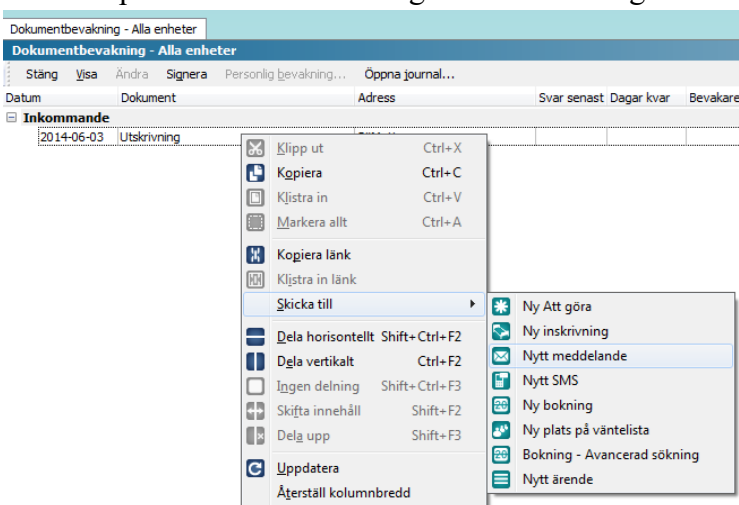 Dokumentbevakning - Alla enheter
Dokumentbevakning - Alla enheter
Stäng Visa Ändra Signera Personlig bevakning... Öppna journal...
Datum Dokument Adress Svar senast Dagar kvar Bevakare
Inkommande
2014-06-03 Utskrivning
Klipp ut Ctrl+X
Kopiera Ctrl+C
Klistra in Ctrl+V
Markera allt Ctrl+A
Kopiera länk
Klistra in länk
Skicka till
Dela horisontellt Shift+Ctrl+F2
Dela vertikalt Ctrl+F2
Ingen delning Shift+Ctrl+F3
Skifta innehåll Shift+F2
Dela upp Shift+F3
Uppdatera
Återställ kolumnbredd
Ny Att göra
Ny inskrivning
Nytt meddelande
Nytt SMS
Ny bokning
Ny plats på väntelista
Bokning - Avancerad sökning
Nytt ärende